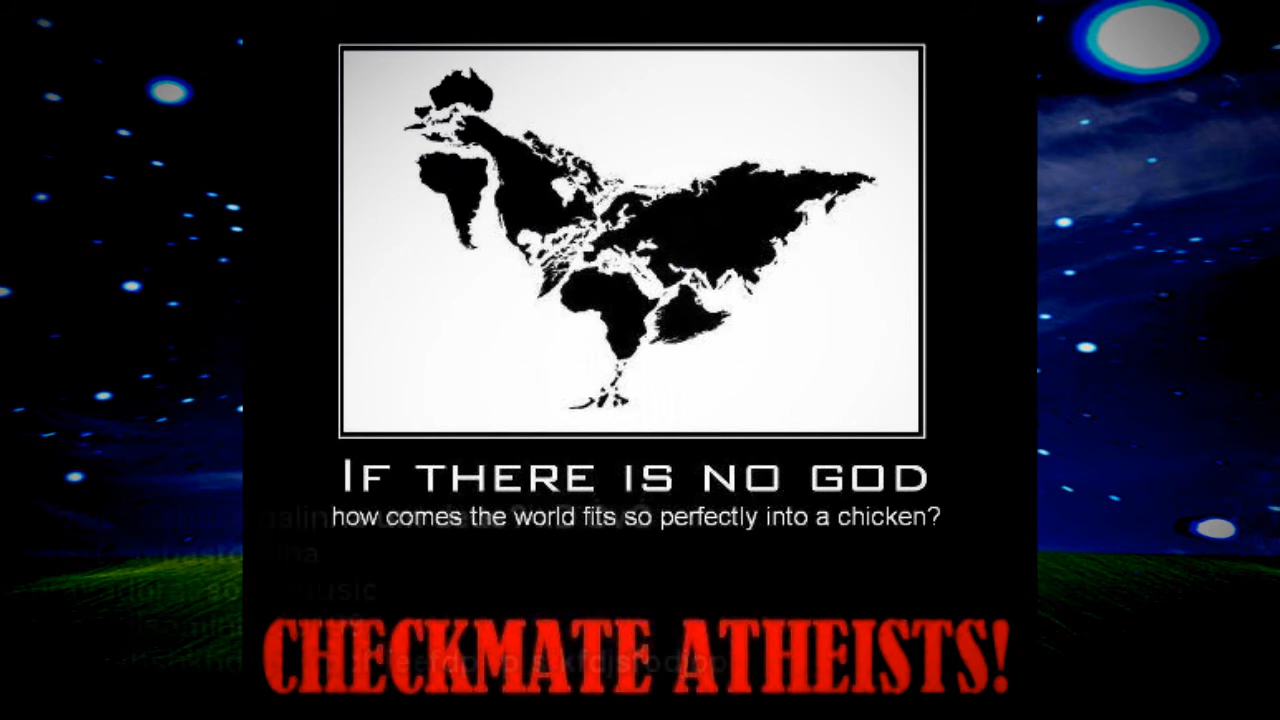 IF THERE IS NO GOD
how comes the world fits so perfectly into a chicken?
CHECKMATE ATHEISTS!